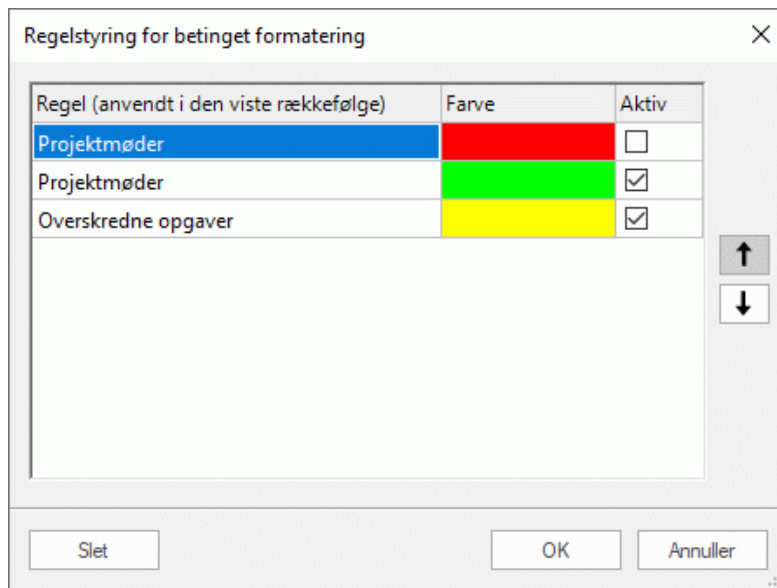 Regelstyring for betinget formatering
Regel (anvendt i den viste rækkefølge) Farve Aktiv
Projektmøder
Projektmøder
Overskredne opgaver
Slet OK Annuller